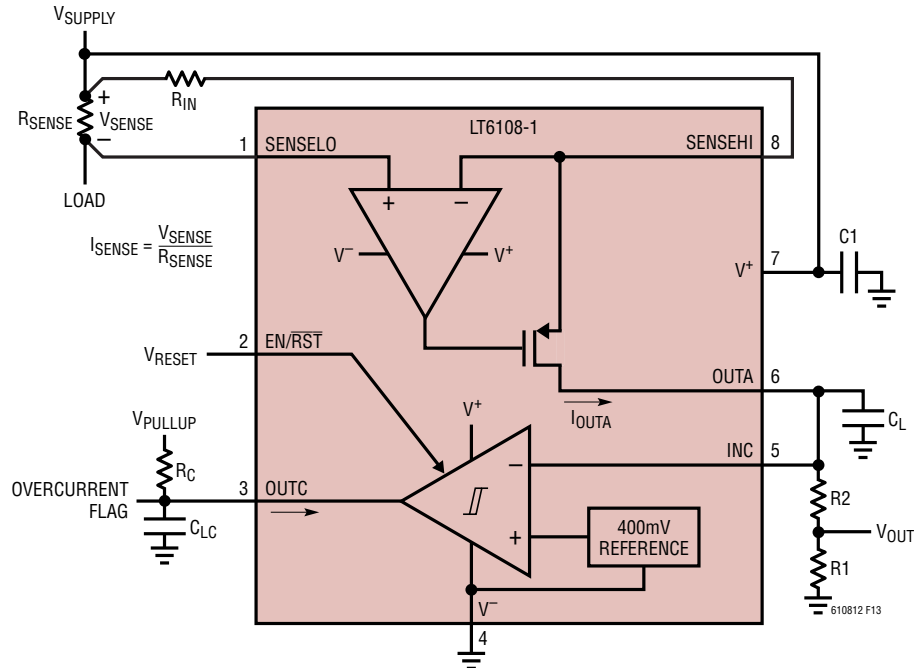 VSUPPLY
RIN
RSENSE
+
VSENSE
–
LOAD
ISENSE = VSENSE
RSENSE
LT6108-1
1
SENSELO
SENSEHI
8
+
–
V–
V+
C1
7
V+
2
EN/RST
VRESET
OUTA
6
IOUTA
CL
VPULLUP
V+
INC
5
RC
–
R2
OVERCURRENT
FLAG
3
OUTC
CLC
+
400mV
REFERENCE
VOUT
R1
V–
4
610812 F13